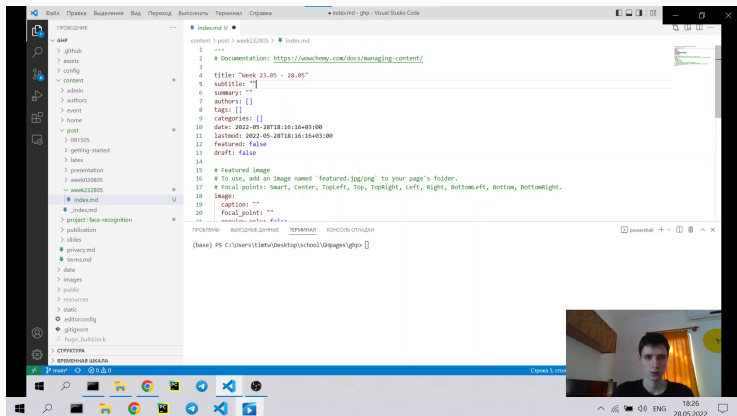 Файл Правка Выделение Вид Переход Выполнить Терминал Справка
● index.md - ghp - Visual Studio Code
ПРОВОДНИК
GHP
.github
assets
config
content
admin
authors
event
home
post
091505
getting-started
latex
presentation
week020805
week232805
index.md U
_index.md
project\ face-recognition
publication
slides
privacy.md
terms.md
data
images
public
resources
static
.editorconfig
.gitignore
.hugo_build.lock
СТРУКТУРА
ВРЕМЕННАЯ ШКАЛА
index.md U ●
content > post > week232805 > index.md
1 ---
2 # Documentation: https://wowchemy.com/docs/managing-content/
3
4 title: "Week 23.05 - 28.05"
5 subtitle: ""
6 summary: ""
7 authors: []
8 tags: []
9 categories: []
10 date: 2022-05-28T18:16:16+03:00
11 lastmod: 2022-05-28T18:16:16+03:00
12 featured: false
13 draft: false
14
15 # Featured image
16 # To use, add an image named `featured.jpg/png` to your page's folder.
17 # Focal points: Smart, Center, TopLeft, Top, TopRight, Left, Right, BottomLeft, Bottom, BottomRight.
18 image:
19 caption: ""
20 focal_point: ""
ПРОБЛЕМЫ ВЫХОДНЫЕ ДАННЫЕ ТЕРМИНАЛ КОНСОЛЬ ОТЛАДКИ
powershell
(base) PS C:\Users\timtw\Desktop\school\GHpages\ghp>
main* 0 0
Строка 5, стол
ENG
18:26
28.05.2022